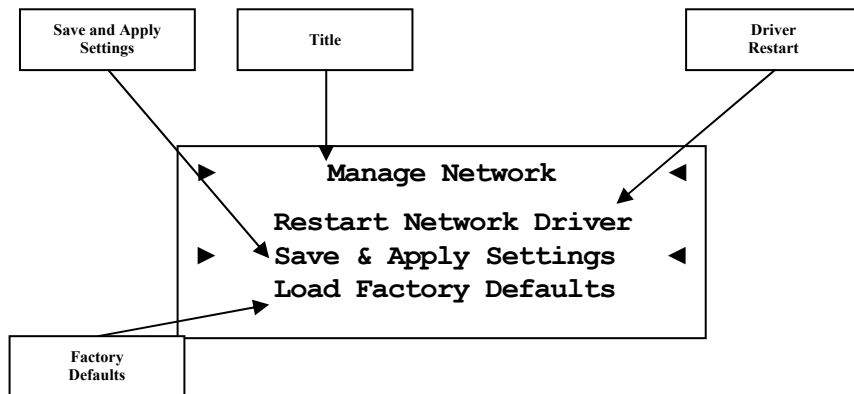 Save and Apply
Settings
Title
Driver
Restart
► Manage Network ◄
Restart Network Driver
► Save & Apply Settings ◄
Load Factory Defaults
Factory
Defaults